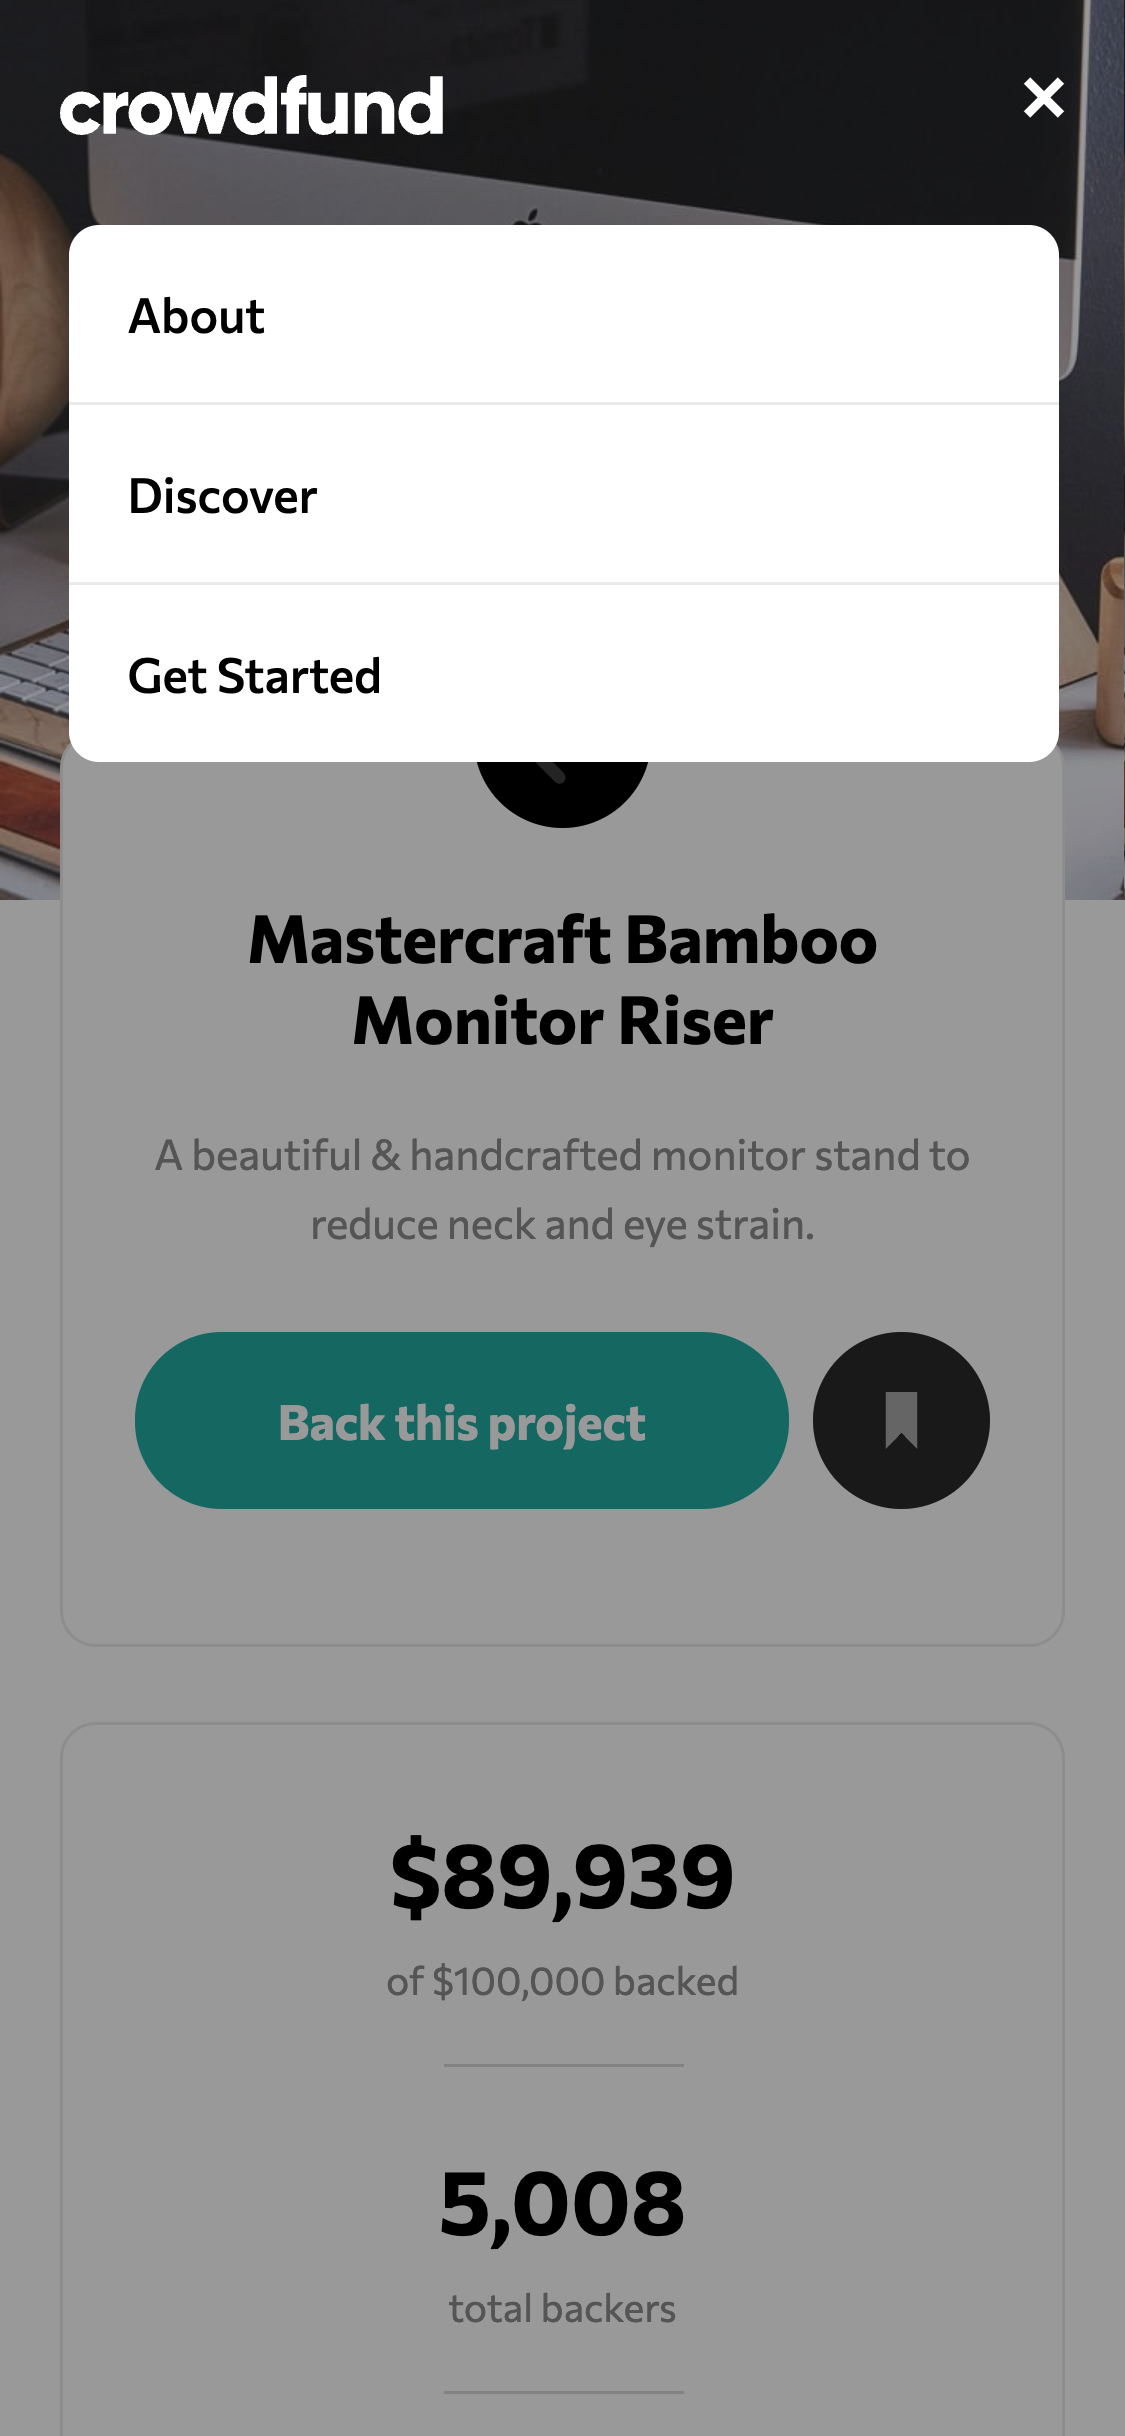 crowdfund
About
Discover
Get Started
Mastercraft Bamboo
Monitor Riser
A beautiful & handcrafted monitor stand to
reduce neck and eye strain.
Back this project
$89,939
of $100,000 backed
5,008
total backers